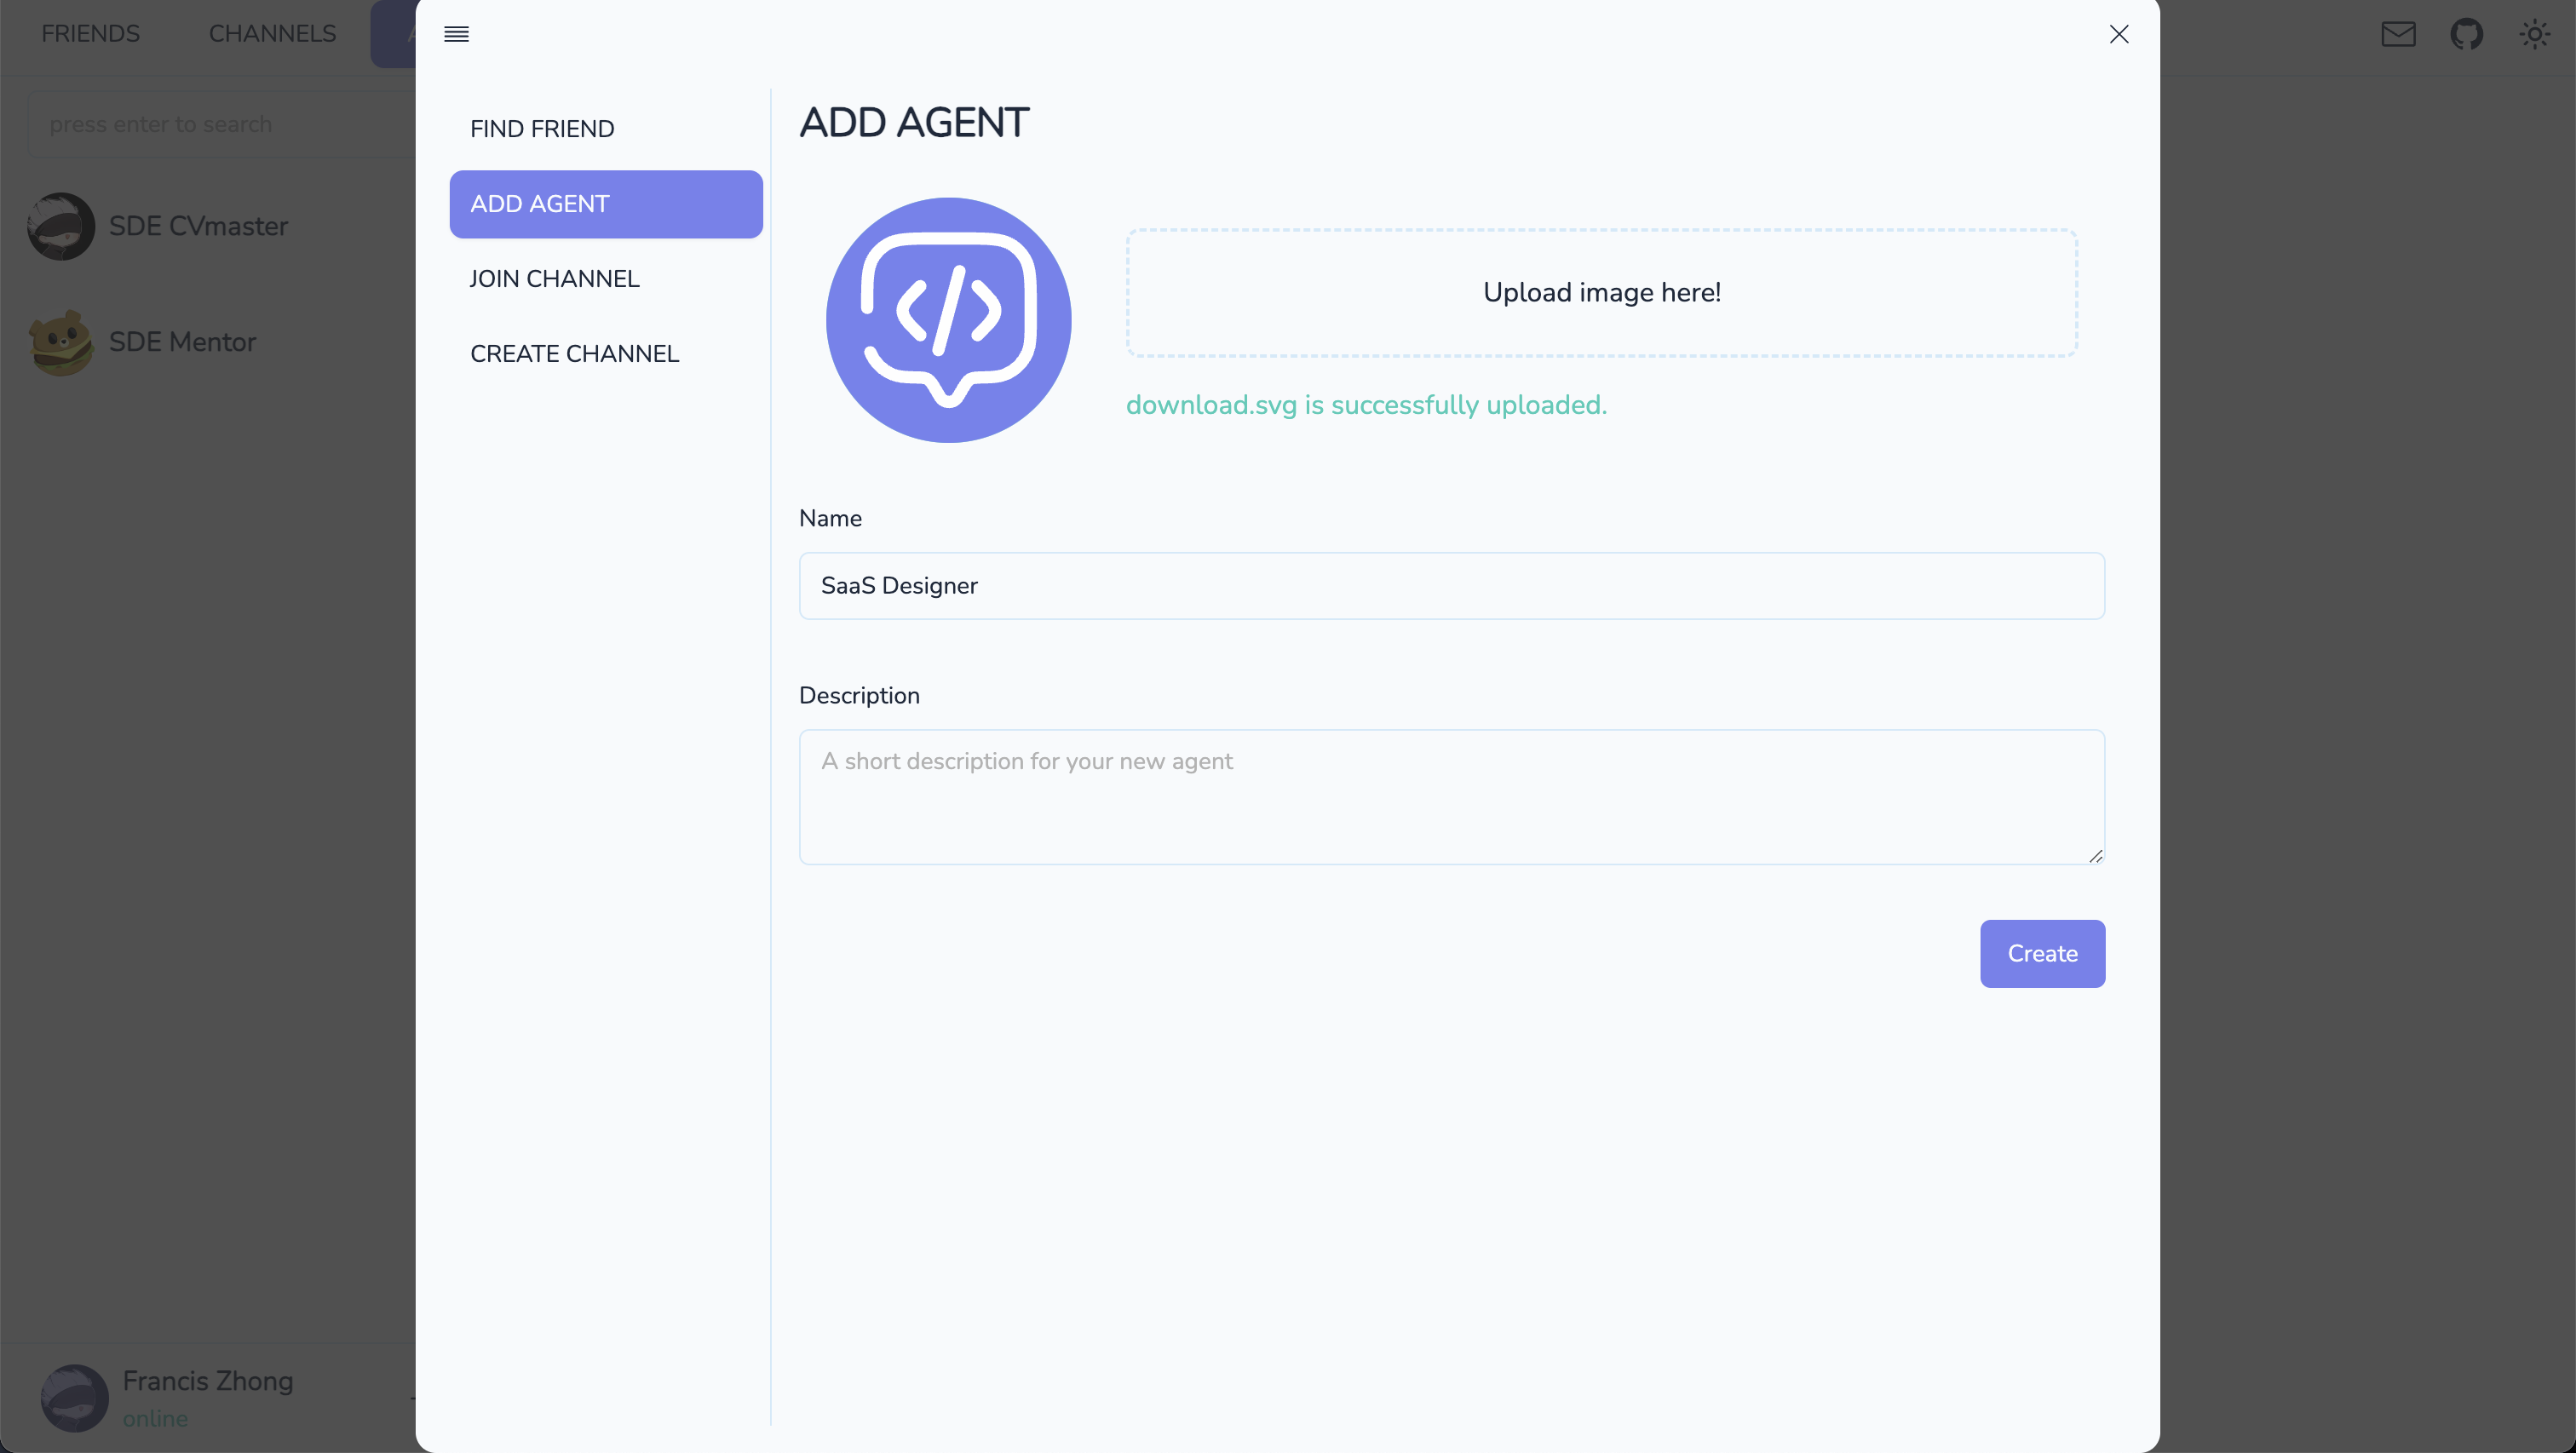 FRIENDS
CHANNELS
press enter to search
SDE CVmaster
SDE Mentor
Francis Zhong
online
FIND FRIEND
ADD AGENT
JOIN CHANNEL
CREATE CHANNEL
ADD AGENT
</>
Upload image here!
download.svg is successfully uploaded.
Name
SaaS Designer
Description
A short description for your new agent
Create